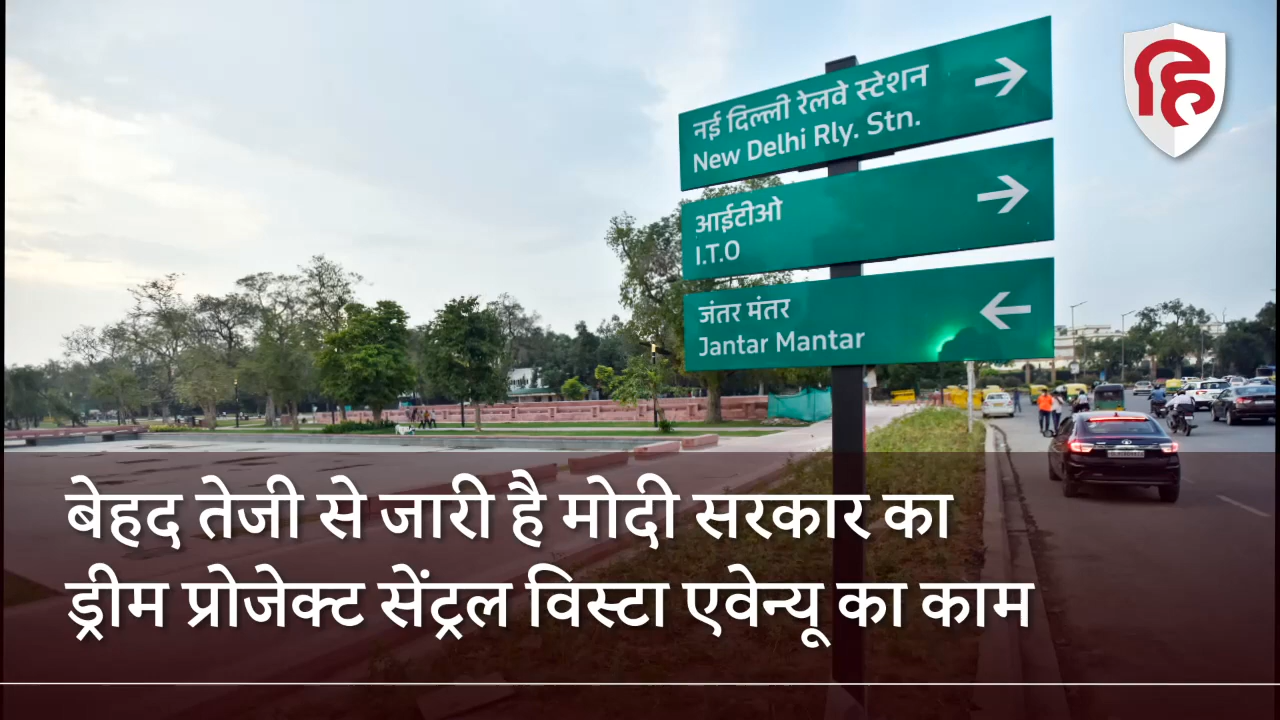 नई दिल्ली रेलवे स्टेशन
New Delhi Rly. Stn.
आईटीओ
I.T.O
जंतर मंतर
Jantar Mantar
हि
बेहद तेजी से जारी है मोदी सरकार का
ड्रीम प्रोजेक्ट सेंट्रल विस्टा एवेन्यू का काम